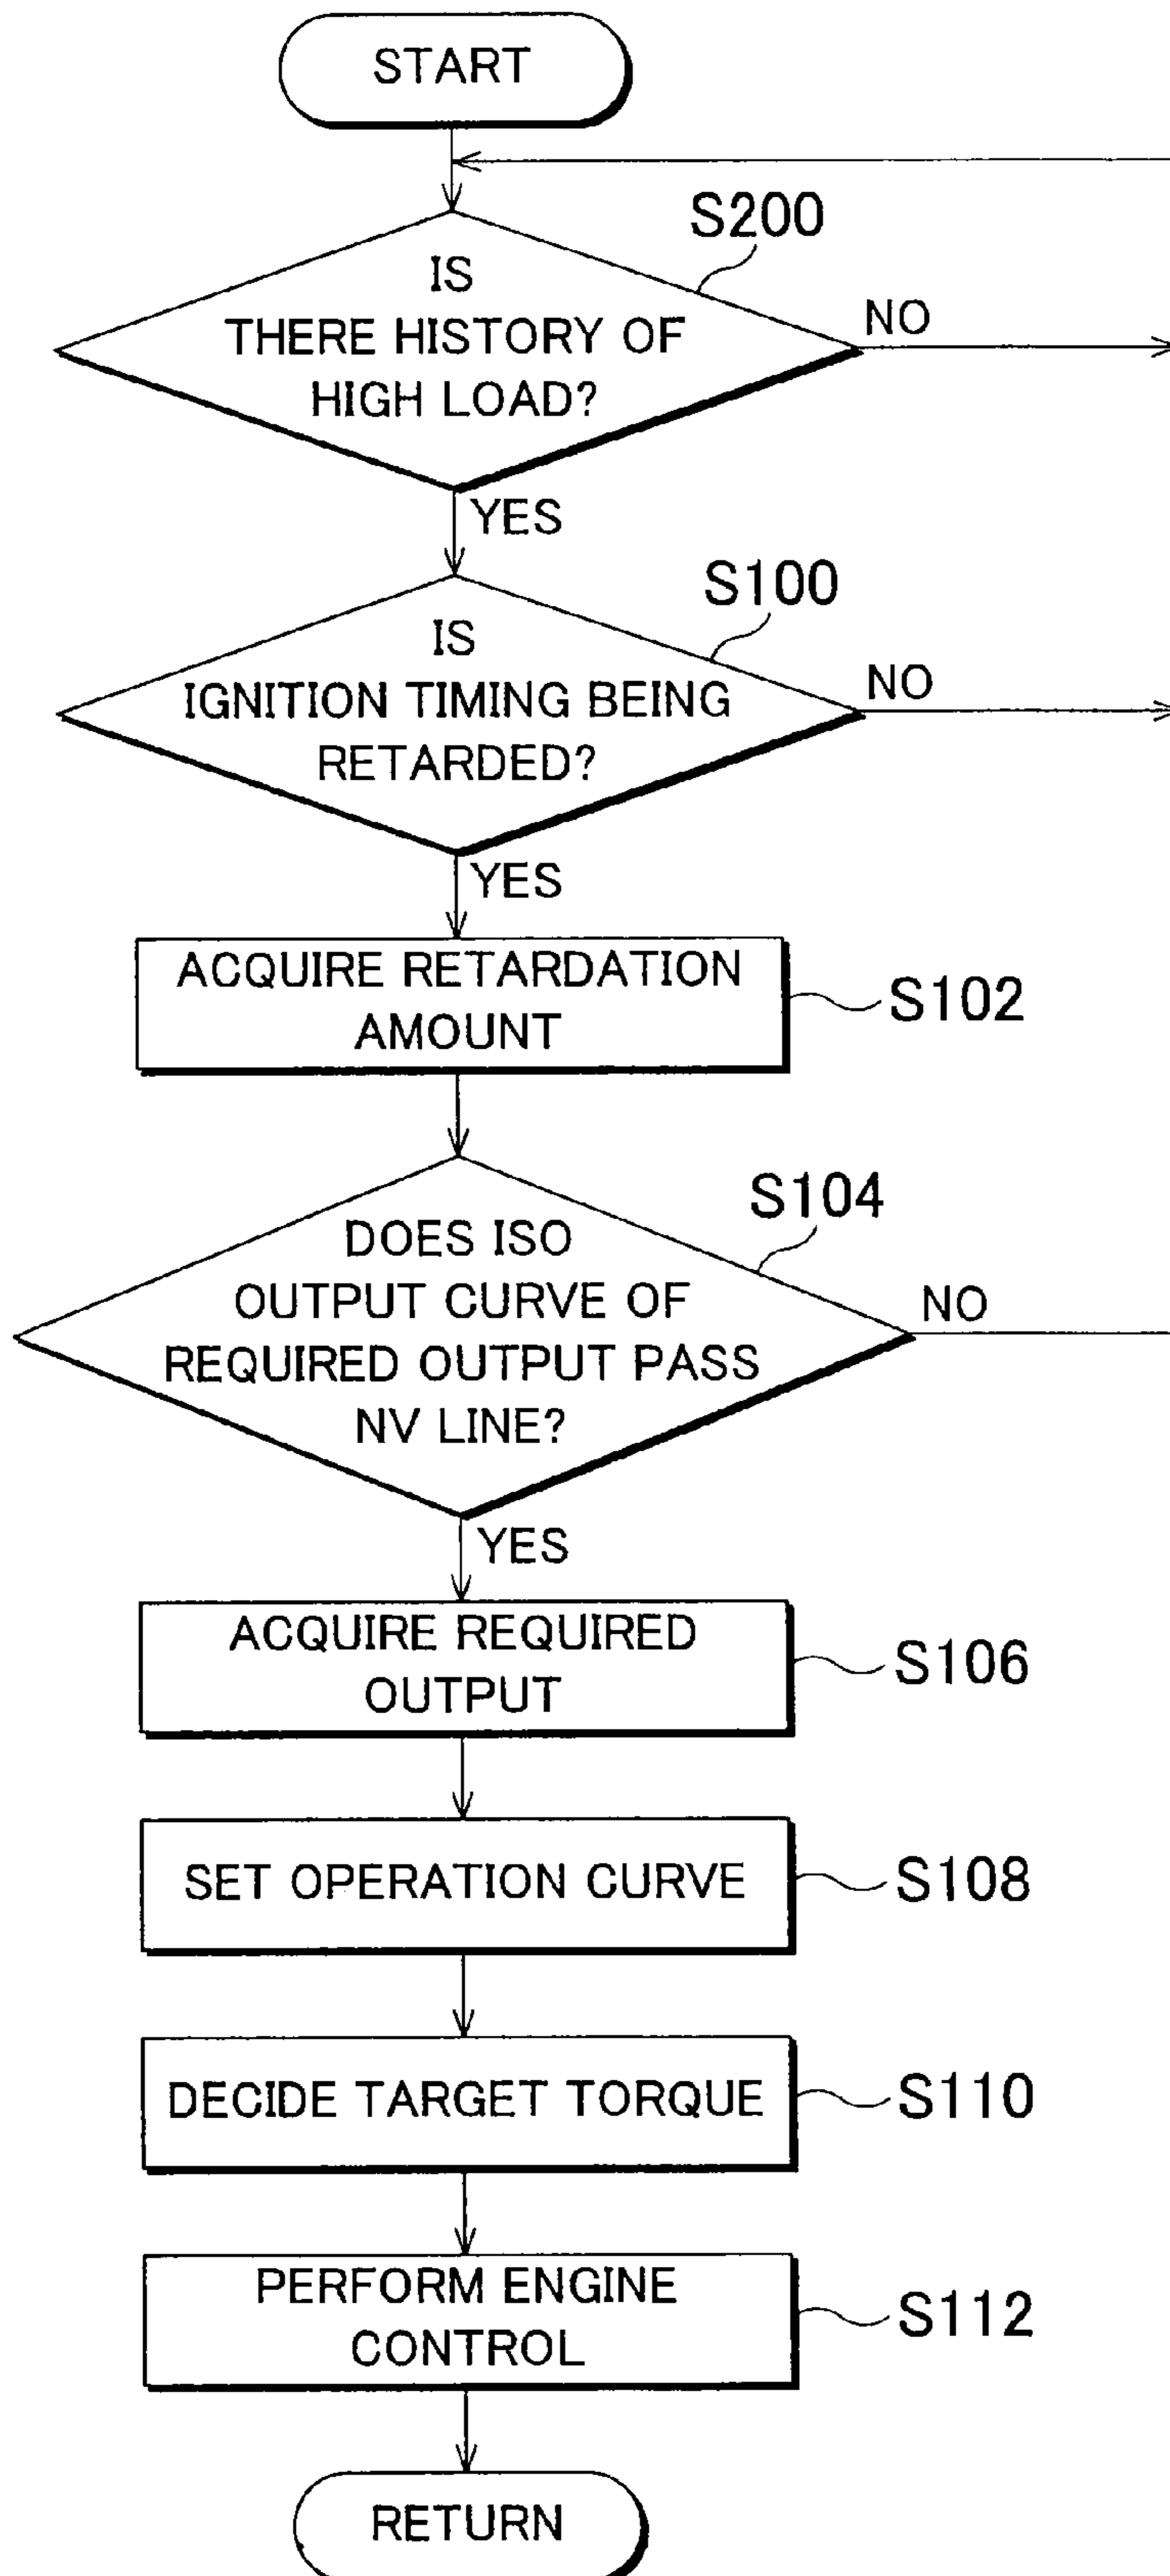 START
S200
IS
THERE HISTORY OF
HIGH LOAD?
NO
YES
S100
IS
IGNITION TIMING BEING
RETARDED?
NO
YES
ACQUIRE RETARDATION
AMOUNT
S102
S104
DOES ISO
OUTPUT CURVE OF
REQUIRED OUTPUT PASS
NV LINE?
NO
YES
ACQUIRE REQUIRED
OUTPUT
S106
SET OPERATION CURVE
S108
DECIDE TARGET TORQUE
S110
PERFORM ENGINE
CONTROL
S112
RETURN